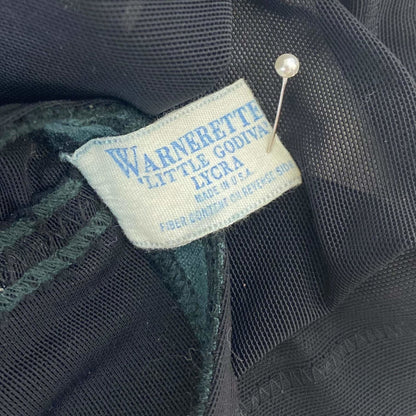 WARNERETTE
'LITTLE GODIVA'
LYCRA
MADE IN U.S.A.
FIBER CONTENT ON REVERSE SIDE